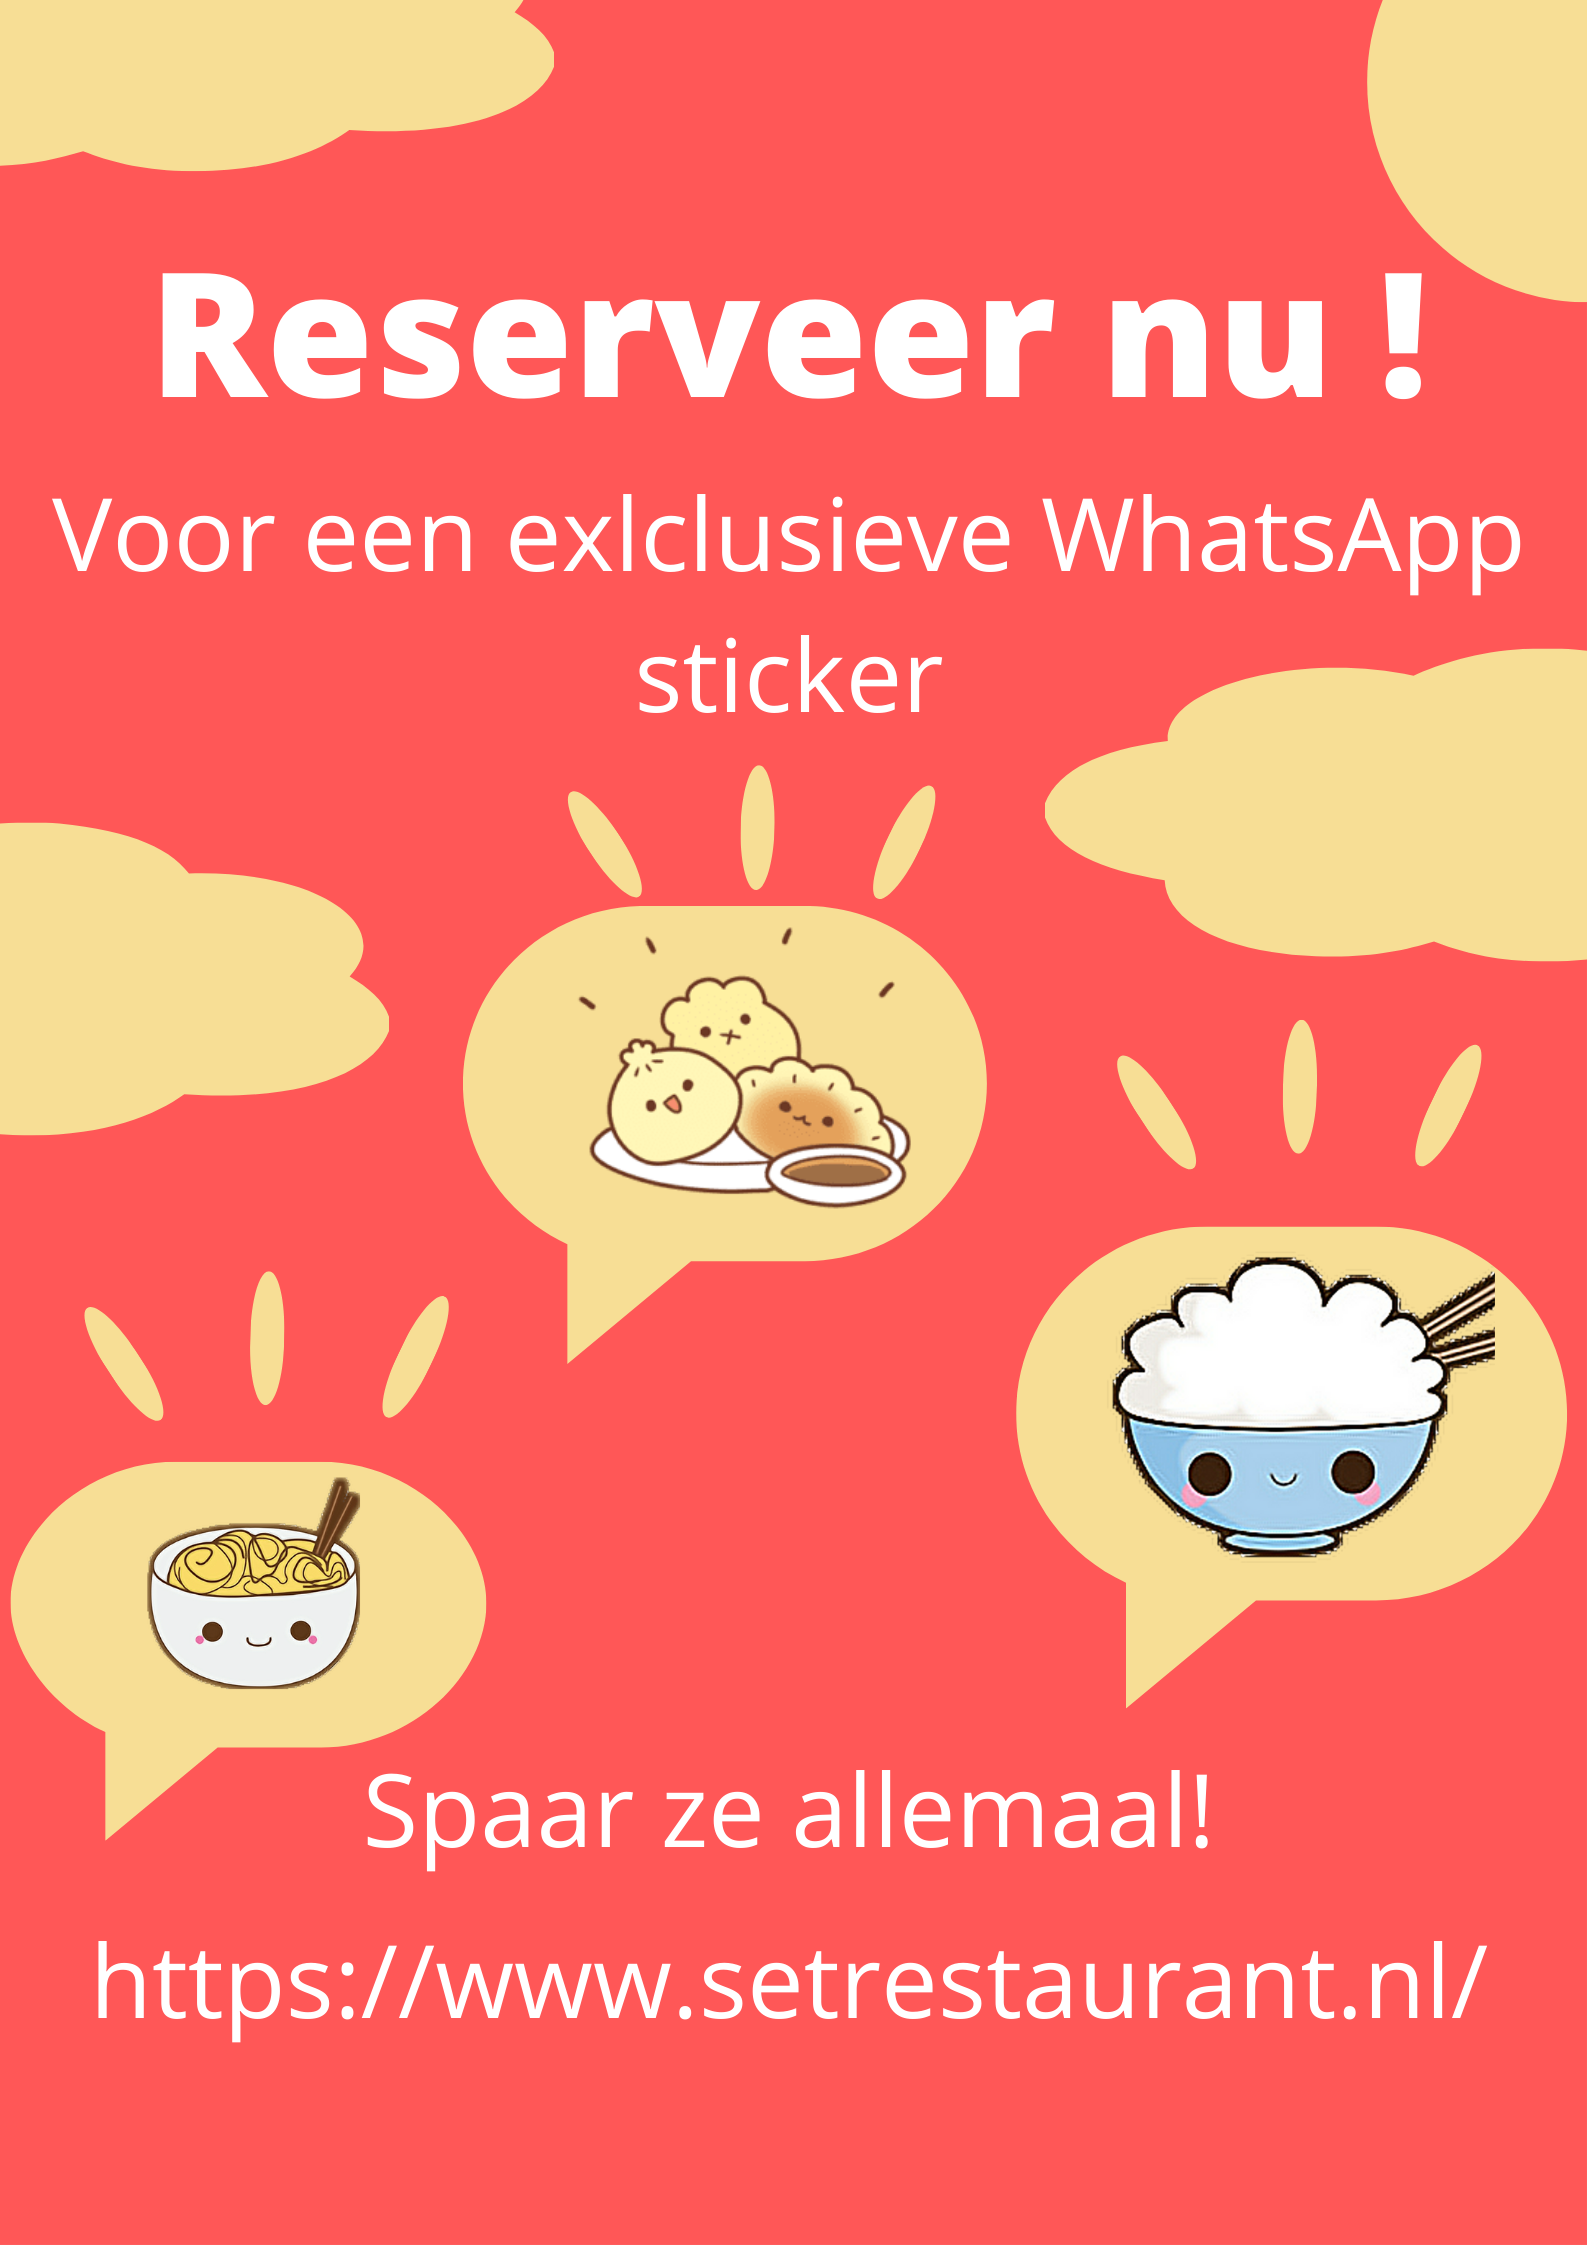 Reserveer nu !
Voor een exlclusieve WhatsApp
sticker
Spaar ze allemaal!
https://www.setrestaurant.nl/